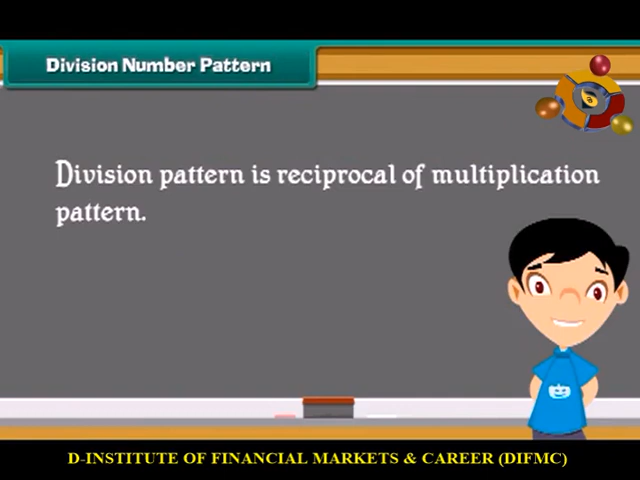 Division Number Pattern
Division pattern is reciprocal of multiplication
pattern.
D-INSTITUTE OF FINANCIAL MARKETS & CAREER (DIFMC)